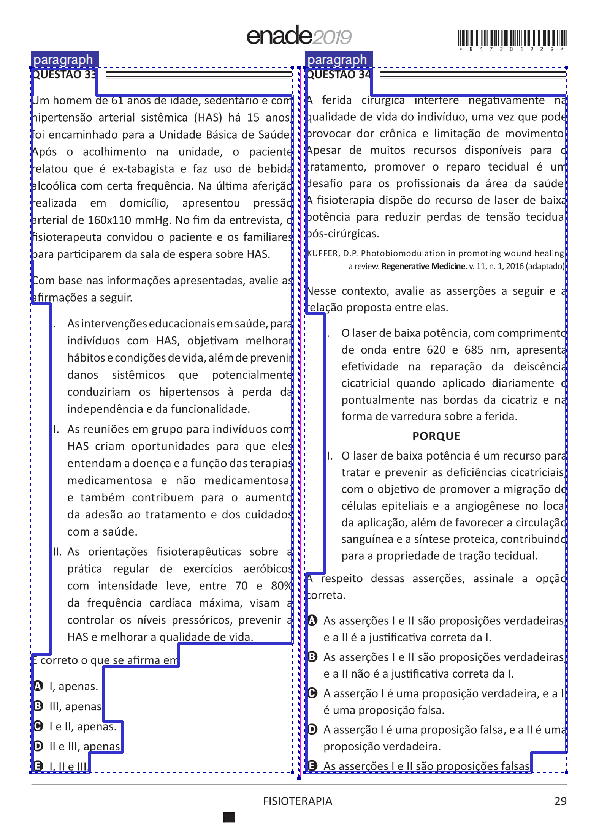 enade2019
paragraph
QUESTÃO 33
Um homem de 61 anos de idade, sedentário e com
hipertensão arterial sistêmica (HAS) há 15 anos,
foi encaminhado para a Unidade Básica de Saúde.
Após o acolhimento na unidade, o paciente
relatou que é ex-tabagista e faz uso de bebida
alcoólica com certa frequência. Na última aferição
realizada em domicílio, apresentou pressão
arterial de 160x110 mmHg. No fim da entrevista, o
fisioterapeuta convidou o paciente e os familiares
para participarem da sala de espera sobre HAS.
Com base nas informações apresentadas, avalie as
afirmações a seguir.
I. As intervenções educacionais em saúde, para
indivíduos com HAS, objetivam melhorar
hábitos e condições de vida, além de prevenir
danos sistêmicos que potencialmente
conduziriam os hipertensos à perda da
independência e da funcionalidade.
II. As reuniões em grupo para indivíduos com
HAS criam oportunidades para que eles
entendam a doença e a função das terapias
medicamentosa e não medicamentosa,
e também contribuem para o aumento
da adesão ao tratamento e dos cuidados
com a saúde.
III. As orientações fisioterapêuticas sobre a
prática regular de exercícios aeróbicos
com intensidade leve, entre 70 e 80%
da frequência cardíaca máxima, visam a
controlar os níveis pressóricos, prevenir a
HAS e melhorar a qualidade de vida.
É correto o que se afirma em
A I, apenas.
B III, apenas.
C I e II, apenas.
D II e III, apenas.
E I, II e III.
paragraph
QUESTÃO 34
A ferida cirúrgica interfere negativamente na
qualidade de vida do indivíduo, uma vez que pode
provocar dor crônica e limitação de movimento.
Apesar de muitos recursos disponíveis para o
tratamento, promover o reparo tecidual é um
desafio para os profissionais da área da saúde.
A fisioterapia dispõe do recurso de laser de baixa
potência para reduzir perdas de tensão tecidual
pós-cirúrgicas.
KUFFER, D.P. Photobiomodulation in promoting wound healing:
a review. Regenerative Medicine. v. 11, n. 1, 2016 (adaptado).
Nesse contexto, avalie as asserções a seguir e a
relação proposta entre elas.
I. O laser de baixa potência, com comprimento
de onda entre 620 e 685 nm, apresenta
efetividade na reparação da deiscência
cicatricial quando aplicado diariamente e
pontualmente nas bordas da cicatriz e na
forma de varredura sobre a ferida.
PORQUE
II. O laser de baixa potência é um recurso para
tratar e prevenir as deficiências cicatriciais,
com o objetivo de promover a migração de
células epiteliais e a angiogênese no local
da aplicação, além de favorecer a circulação
sanguínea e a síntese proteica, contribuindo
para a propriedade de tração tecidual.
A respeito dessas asserções, assinale a opção
correta.
A As asserções I e II são proposições verdadeiras,
e a II é a justificativa correta da I.
B As asserções I e II são proposições verdadeiras,
e a II não é a justificativa correta da I.
C A asserção I é uma proposição verdadeira, e a II
é uma proposição falsa.
D A asserção I é uma proposição falsa, e a II é uma
proposição verdadeira.
E As asserções I e II são proposições falsas.
FISIOTERAPIA
29